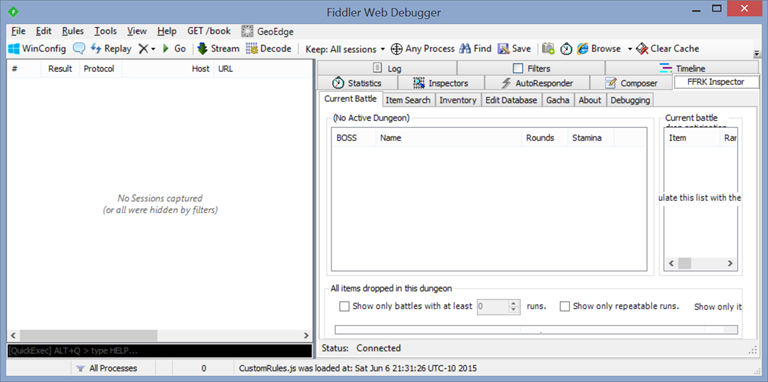 Fiddler Web Debugger
File Edit Rules Tools View Help GET /book GeoEdge
WinConfig Replay Go Stream Decode Keep: All sessions Any Process Find Save Browse Clear Cache
# Result Protocol Host URL
No Sessions captured
(or all were hidden by filters)
[QuickExec] ALT+Q > type HELP...
Log Filters Timeline
Statistics Inspectors AutoResponder Composer FFRK Inspector
Current Battle Item Search Inventory Edit Database Gacha About Debugging
(No Active Dungeon)
BOSS Name Rounds Stamina
Current battle
Item Ran
ulate this list with the
All items dropped in this dungeon
Show only battles with at least 0 runs. Show only repeatable runs. Show only it
Status: Connected
All Processes 0 CustomRules.js was loaded at: Sat Jun 6 21:31:26 UTC-10 2015